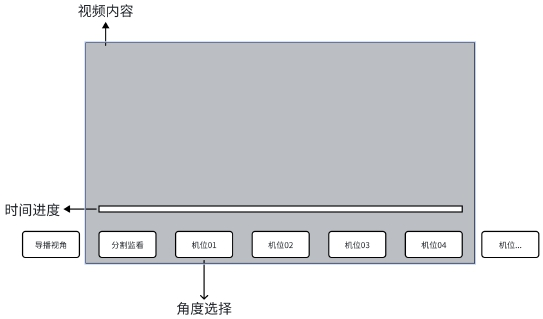 视频内容
时间进度
导播视角
分割监看
机位01
机位02
机位03
机位04
机位...
角度选择